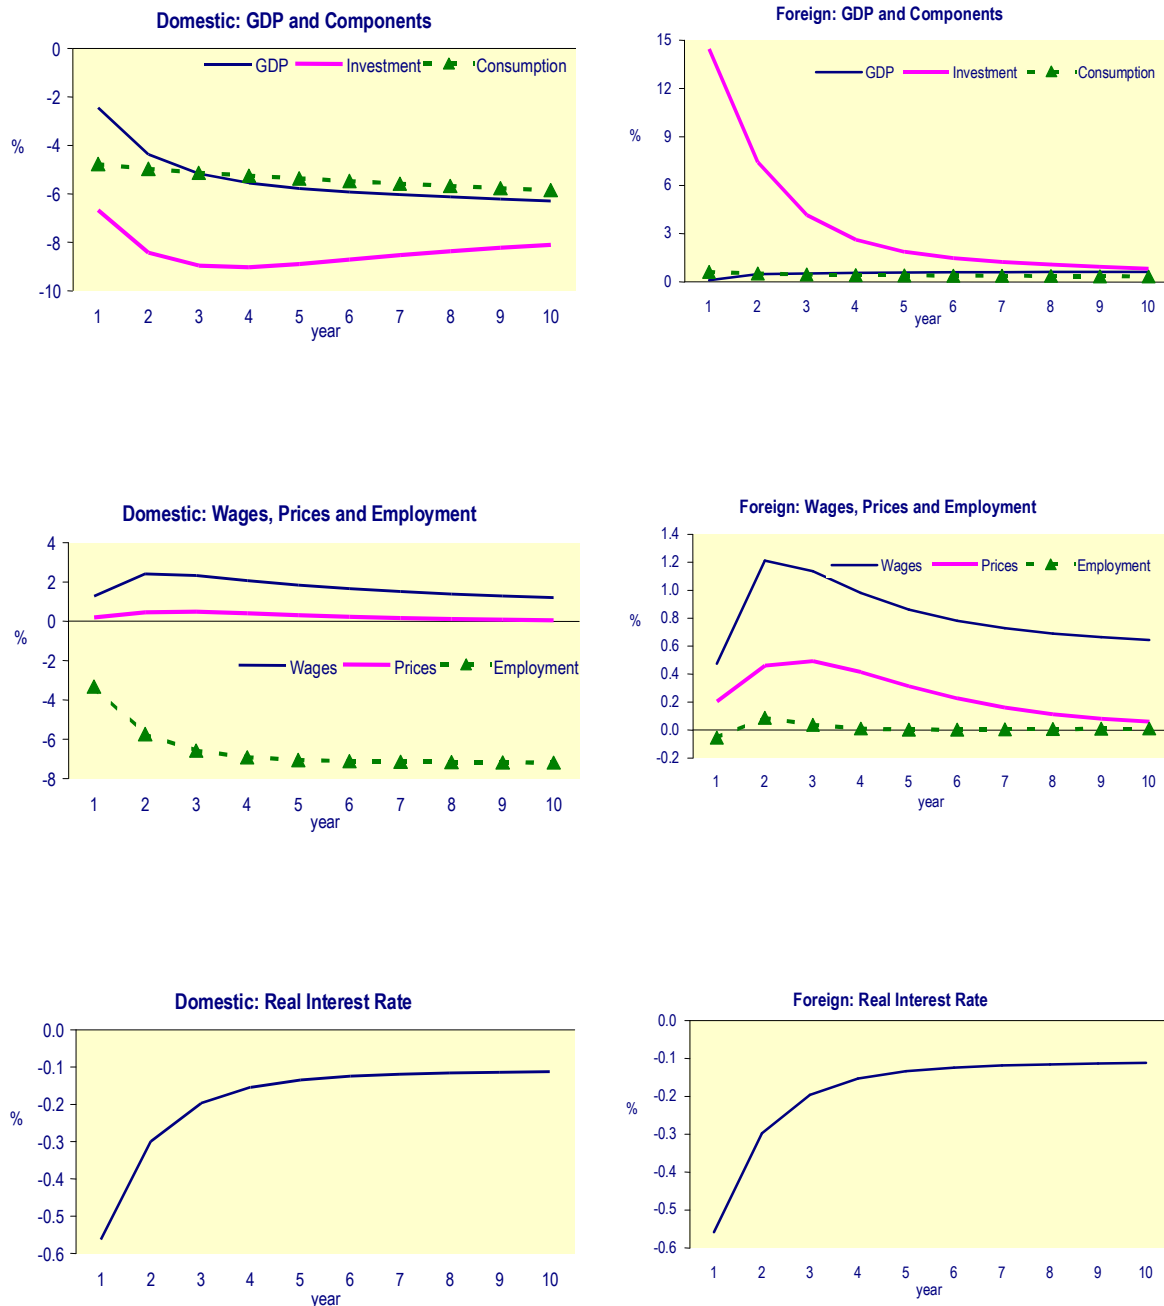 Domestic: GDP and Components
0
GDP Investment Consumption
-2
-4
%
-6
-8
-10
1 2 3 4 5 6 7 8 9 10
year
Foreign: GDP and Components
15
GDP Investment Consumption
12
%
9
6
3
0
1 2 3 4 5 6 7 8 9 10
year
Domestic: Wages, Prices and Employment
4
2
0
%
-2
Wages Prices Employment
-4
-6
-8
1 2 3 4 5 6 7 8 9 10
year
Foreign: Wages, Prices and Employment
1.4
1.2
Wages Prices Employment
1.0
0.8
%
0.6
0.4
0.2
0.0
-0.2
1 2 3 4 5 6 7 8 9 10
year
Domestic: Real Interest Rate
0.0
-0.1
-0.2
%
-0.3
-0.4
-0.5
-0.6
1 2 3 4 5 6 7 8 9 10
year
Foreign: Real Interest Rate
0.0
-0.1
-0.2
%
-0.3
-0.4
-0.5
-0.6
1 2 3 4 5 6 7 8 9 10
year